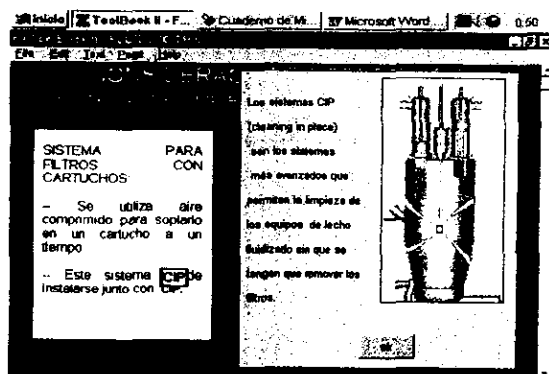 Inicio ToolBook II - F... Cuaderno de Mi... Microsoft Word ... 0:50
File Edit Text Page Help
SISTEMA PARA
FILTROS CON
CARTUCHOS:
-- Se utiliza aire
comprimido para soplarlo
en un cartucho a un
tiempo
-- Este sistema CIP de
instalarse junto con CIP.
Los sistemas CIP
(cleaning in place)
son los sistemas
más avanzados que
permiten la limpieza de
los equipos de lecho
fluidizado sin que se
tengan que remover los
filtros.
ok